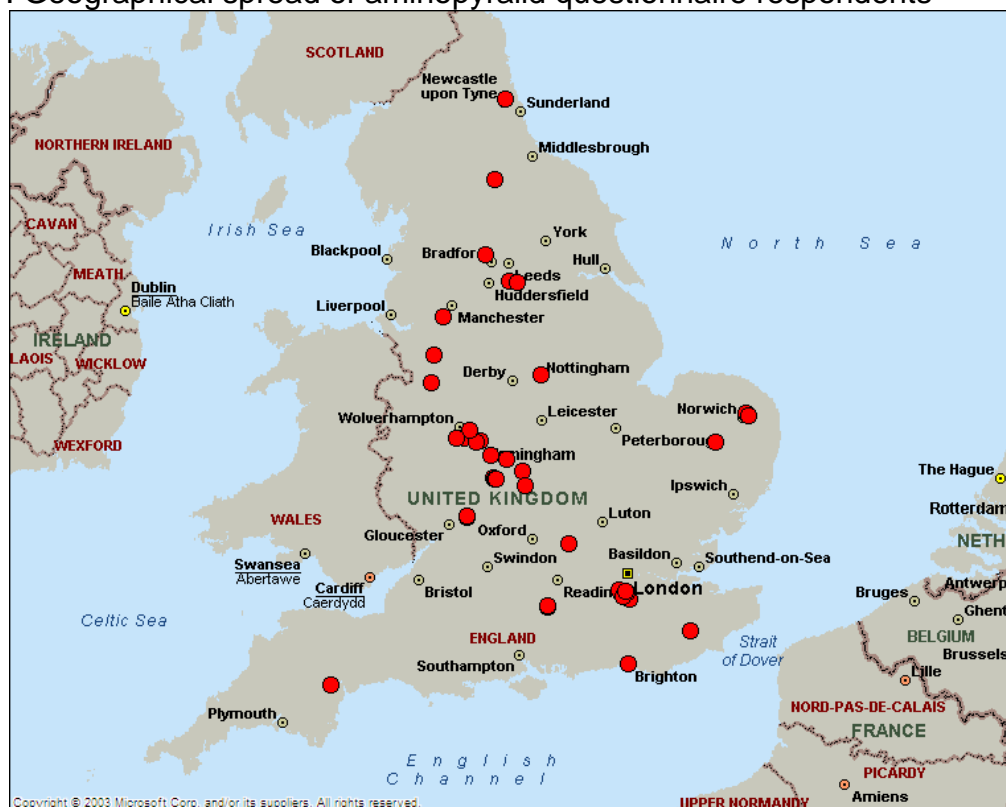 Geographical spread of aminopyralid questionnaire respondents
SCOTLAND
Newcastle
upon Tyne
Sunderland
NORTHERN IRELAND
Middlesbrough
CAVAN
Irish Sea
York
North Sea
Blackpool
Bradfor
Hull
MEATH
Leeds
Dublin
Baile Atha Cliath
Huddersfield
Liverpool
Manchester
IRELAND
LAOIS
WICKLOW
Derby
Nottingham
Wolverhampton
Leicester
Norwich
WEXFORD
Peteroroug
mingham
The Hague
UNITED KINGDOM
Ipswich
Rotterdam
WALES
Gloucester
Oxford
Luton
NETH
Swansea
Abertawe
Swindon
Basildon
Southend-on-Sea
Cardiff
Caerdydd
Bristol
Readin
London
Antwerp
Bruges
Ghent
Celtic Sea
ENGLAND
Strait
of Dover
BELGIUM
Brussels
Southampton
Brighton
Lille
NORD-PAS-DE-CALAIS
Plymouth
FRANCE
English
Channel
PICARDY
Amiens
UPPER NORMANDY
Copyright © 2003 Microsoft Corp. and/or its suppliers. All rights reserved.